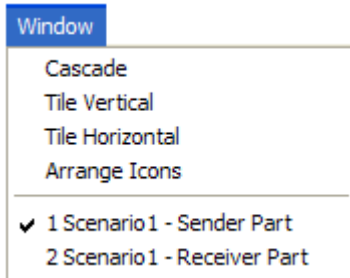 Window
Cascade
Tile Vertical
Tile Horizontal
Arrange Icons
1 Scenario1 - Sender Part
2 Scenario1 - Receiver Part